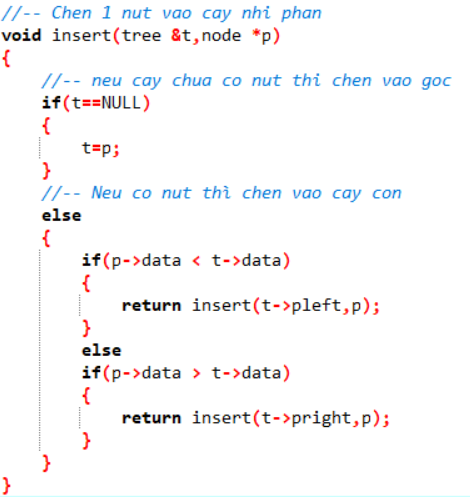 //-- Chen 1 nut vao cay nhi phan
void insert(tree &t,node *p)
{
    //-- neu cay chua co nut thi chen vao goc
    if(t==NULL)
    {
        t=p;
    }
    //-- Neu co nut thì chen vao cay con
    else
    {
        if(p->data < t->data)
        {
            return insert(t->pleft,p);
        }
        else
        if(p->data > t->data)
        {
            return insert(t->pright,p);
        }
    }
}